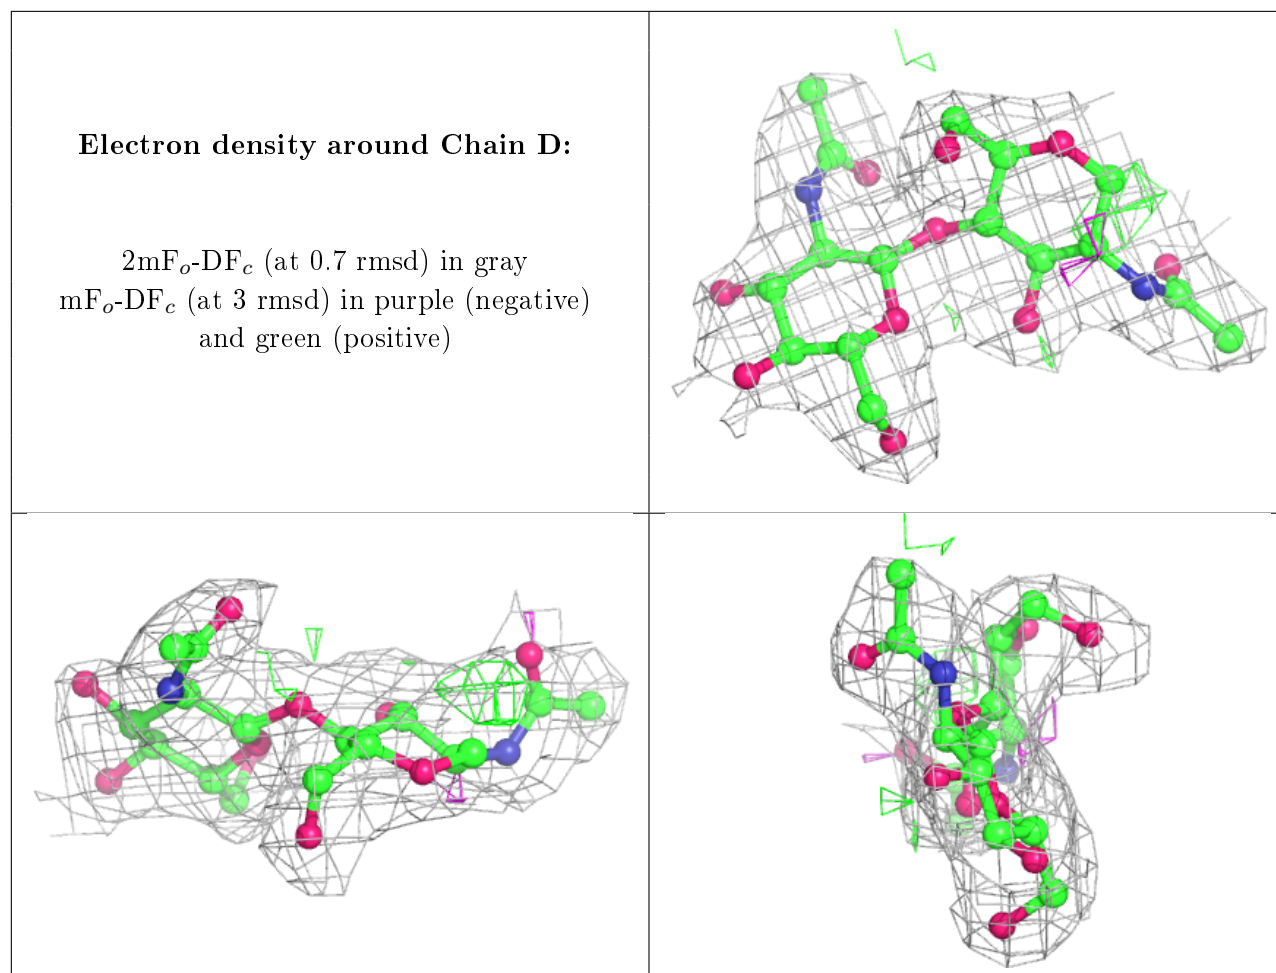 Electron density around Chain D:
2mFₒ-DF𝒸 (at 0.7 rmsd) in gray
mFₒ-DF𝒸 (at 3 rmsd) in purple (negative)
and green (positive)